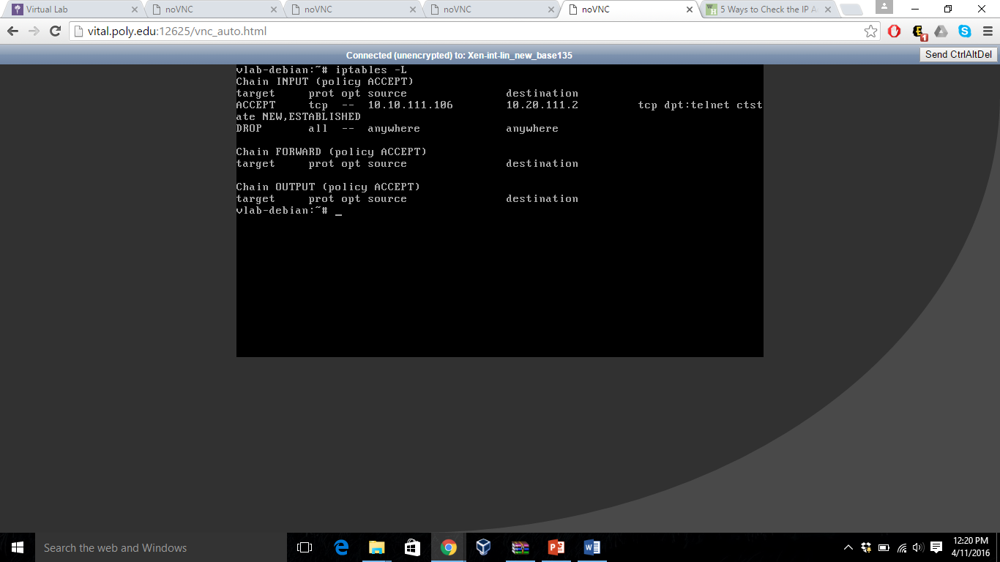 Virtual Lab
noVNC
noVNC
noVNC
noVNC
5 Ways to Check the IP A
vital.poly.edu:12625/vnc_auto.html
1
Connected (unencrypted) to: Xen-int-lin_new_base135
Send CtrlAltDel
vlab-debian:~# iptables -L
Chain INPUT (policy ACCEPT)
target prot opt source destination
ACCEPT tcp -- 10.10.111.106 10.20.111.2 tcp dpt:telnet ctst
ate NEW,ESTABLISHED
DROP all -- anywhere anywhere
Chain FORWARD (policy ACCEPT)
target prot opt source destination
Chain OUTPUT (policy ACCEPT)
target prot opt source destination
vlab-debian:~# _
Search the web and Windows
12:20 PM
4/11/2016